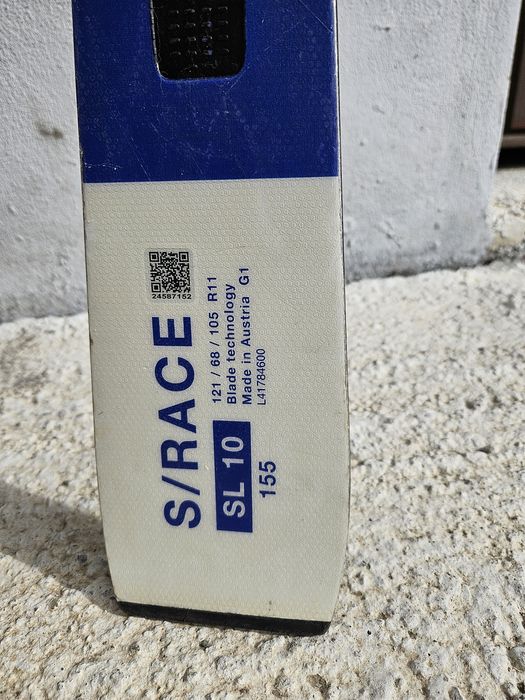 24587152
S/RACE
SL 10
155
121 / 68 / 105 R11
Blade technology
Made in Austria G1
L41784600